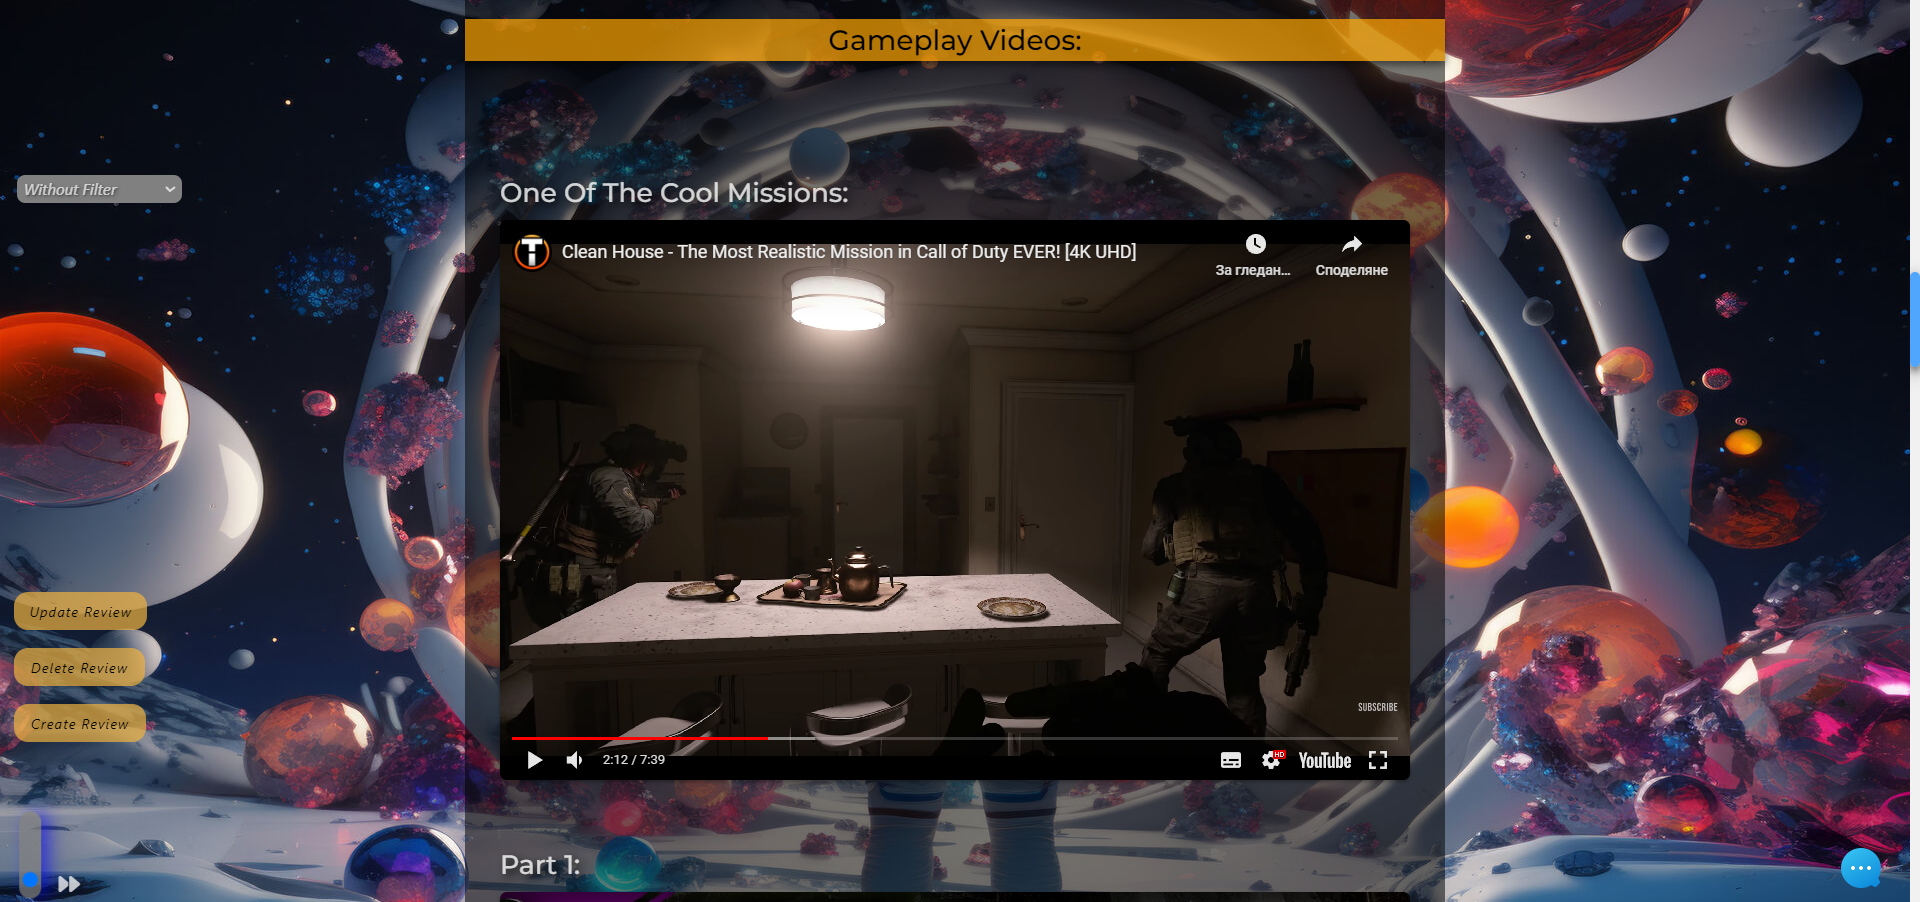 Gameplay Videos:
Without Filter
One Of The Cool Missions:
Clean House - The Most Realistic Mission in Call of Duty EVER! [4K UHD]
За гледан...
Споделяне
Update Review
Delete Review
Create Review
SUBSCRIBE
2:12 / 7:39
HD
YouTube
Part 1: